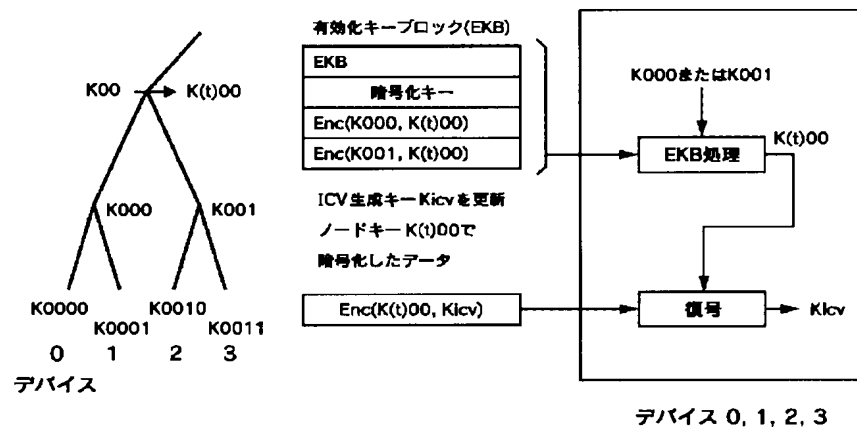 K00
K(t)00
K000
K001
K0000
K0001
K0010
K0011
0 1 2 3
デバイス
有効化キーブロック(EKB)
EKB
暗号化キー
Enc(K000, K(t)00)
Enc(K001, K(t)00)
ICV生成キーKicvを更新
ノードキーK(t)00で
暗号化したデータ
Enc(K(t)00, Kicv)
K000またはK001
EKB処理
K(t)00
復号
Kicv
デバイス 0, 1, 2, 3